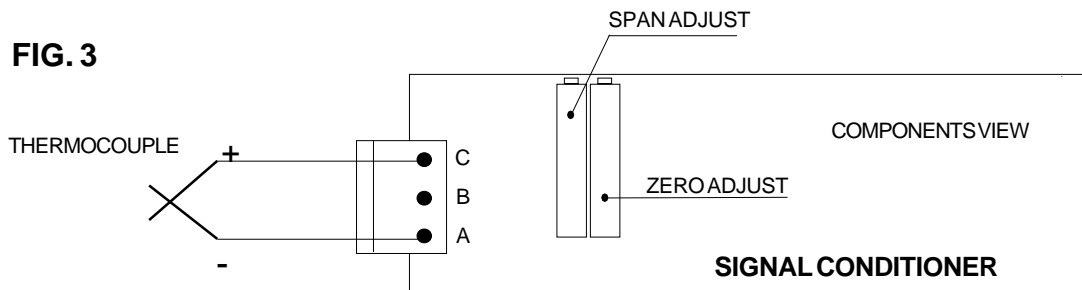 SPAN ADJUST
FIG. 3
THERMOCOUPLE
+
C
COMPONENTS VIEW
B
ZERO ADJUST
A
-
SIGNAL CONDITIONER